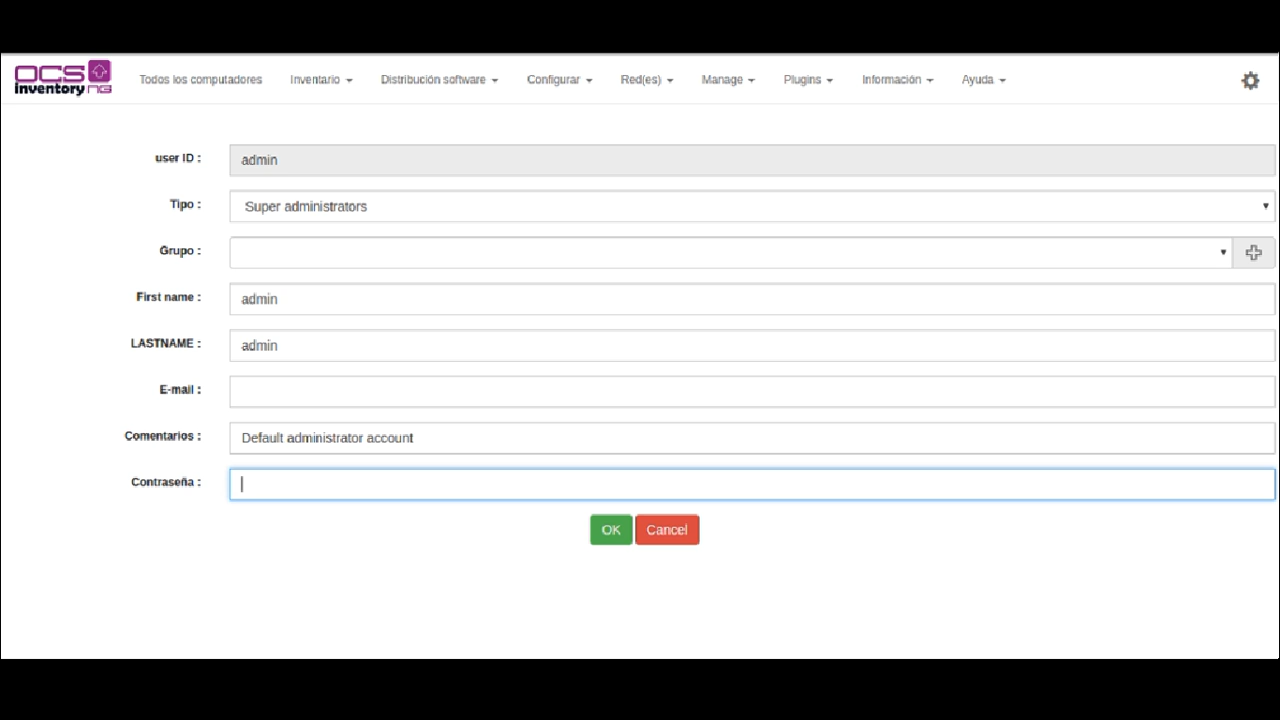 OCS inventory NG
Todos los computadores Inventario Distribución software Configurar Red(es) Manage Plugins Información Ayuda
user ID : admin
Tipo : Super administrators
Grupo :
First name : admin
LASTNAME : admin
E-mail :
Comentarios : Default administrator account
Contraseña :
OK Cancel